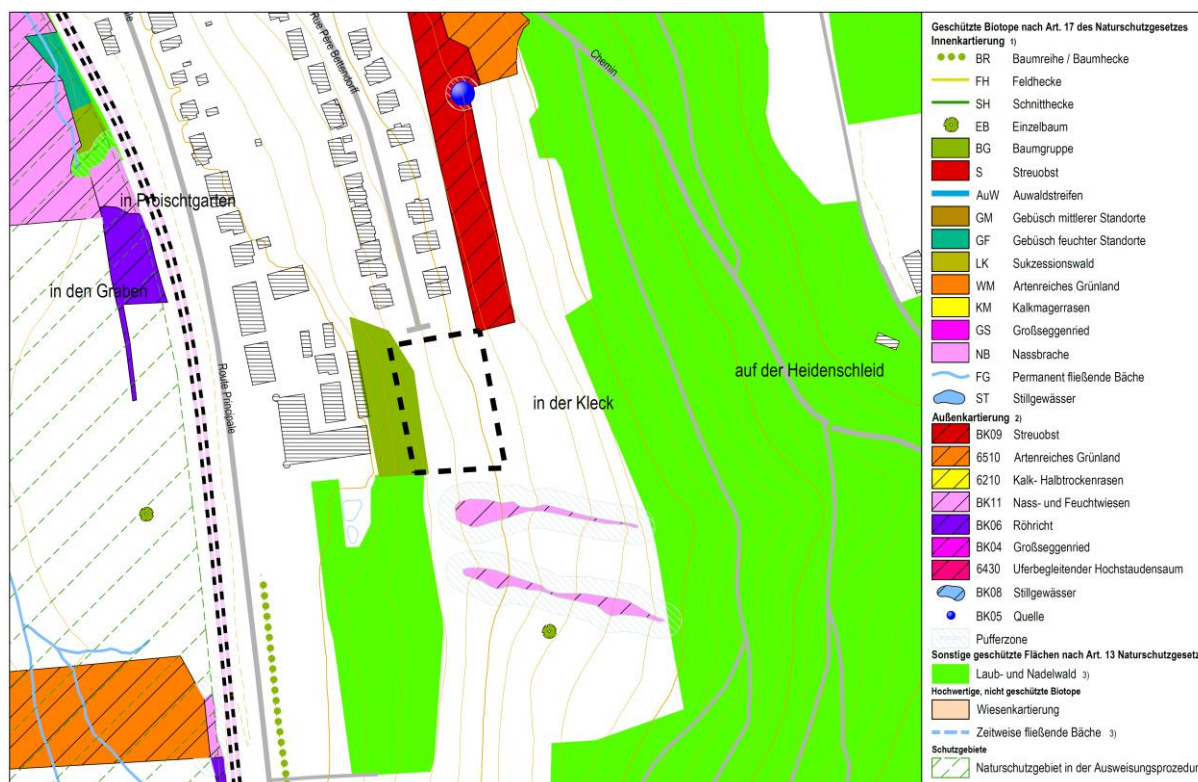 Rue Père Bettendorff
Chemin
in Proischtgarten
in den Graben
Route Principale
in der Kleck
auf der Heidenschleid
Geschützte Biotope nach Art. 17 des Naturschutzgesetzes
Innenkartierung 1)
BR Baumreihe / Baumhecke
FH Feldhecke
SH Schnitthecke
EB Einzelbaum
BG Baumgruppe
S Streuobst
AuW Auwaldstreifen
GM Gebüsch mittlerer Standorte
GF Gebüsch feuchter Standorte
LK Sukzessionswald
WM Artenreiches Grünland
KM Kalkmagerrasen
GS Großseggenried
NB Nassbrache
FG Permanent fließende Bäche
ST Stillgewässer
Außenkartierung 2)
BK09 Streuobst
6510 Artenreiches Grünland
6210 Kalk- Halbtrockenrasen
BK11 Nass- und Feuchtwiesen
BK06 Röhricht
BK04 Großseggenried
6430 Uferbegleitender Hochstaudensaum
BK08 Stillgewässer
BK05 Quelle
Pufferzone
Sonstige geschützte Flächen nach Art. 13 Naturschutzgesetz
Laub- und Nadelwald 3)
Hochwertige, nicht geschützte Biotope
Wiesenkartierung
Zeitweise fließende Bäche 3)
Schutzgebiete
Naturschutzgebiet in der Ausweisungsprozedur